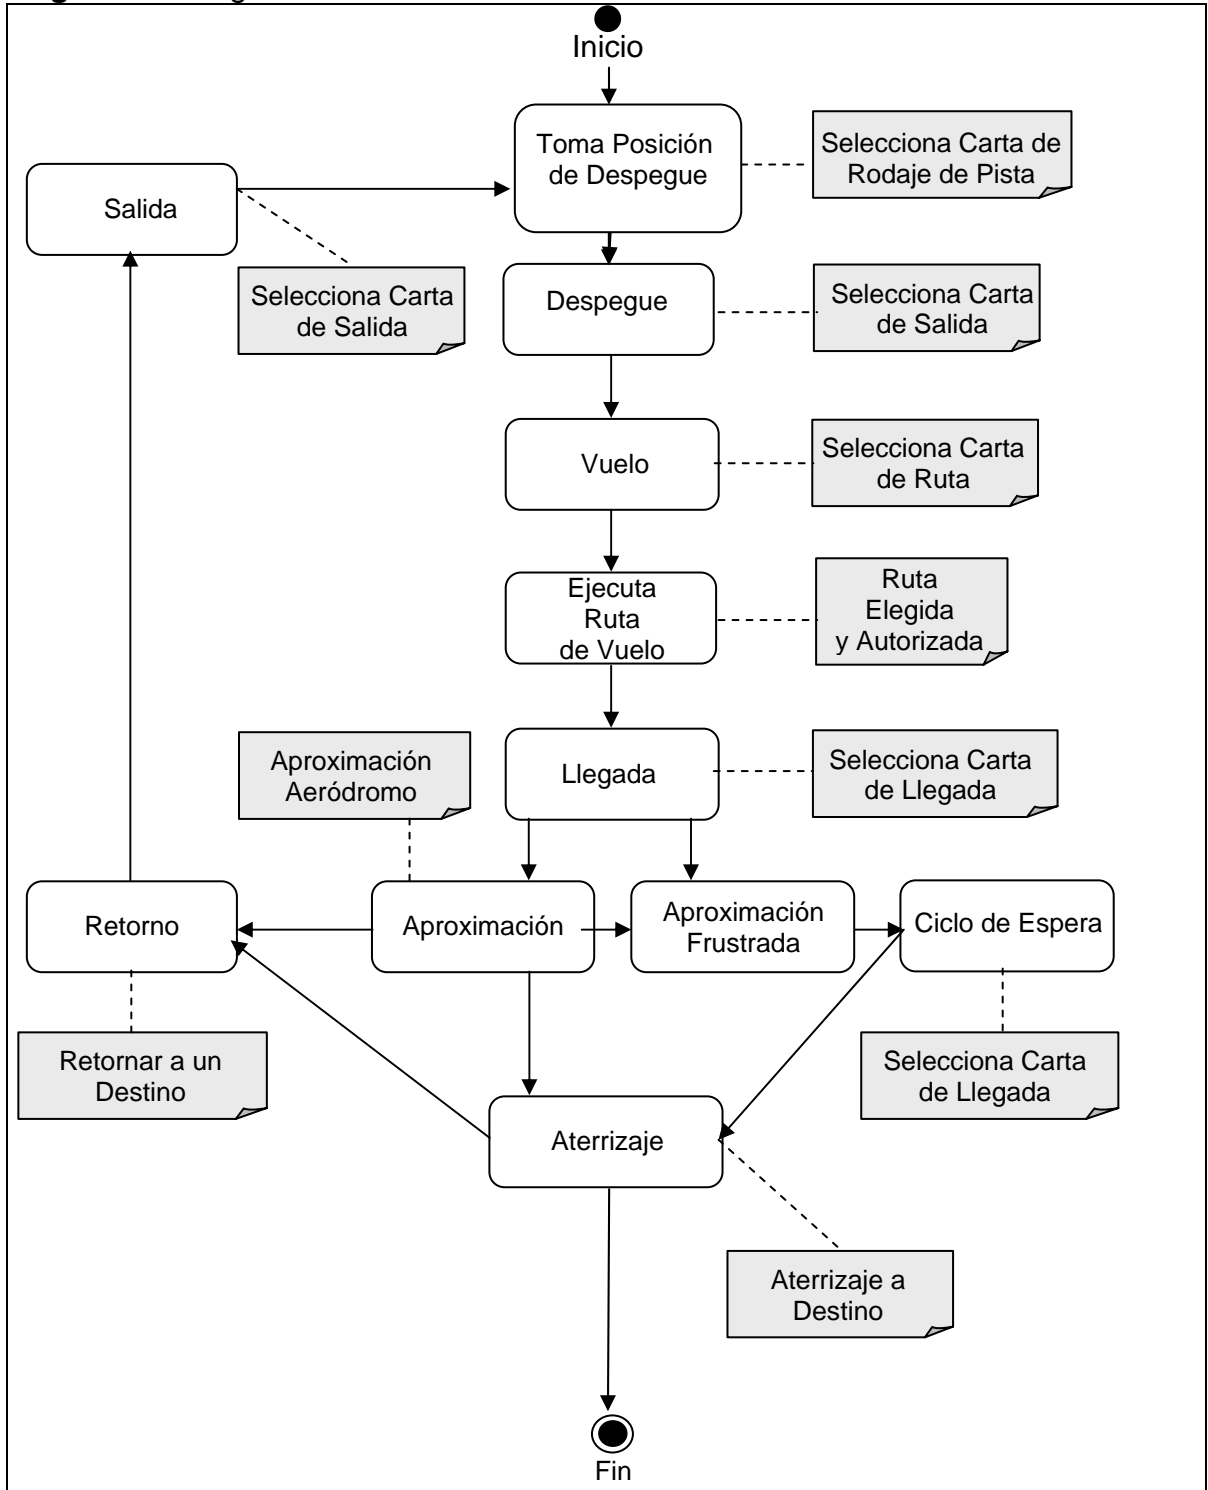 Inicio
Toma Posición
de Despegue
Selecciona Carta de
Rodaje de Pista
Salida
Selecciona Carta
de Salida
Despegue
Selecciona Carta
de Salida
Vuelo
Selecciona Carta
de Ruta
Ejecuta
Ruta
de Vuelo
Ruta
Elegida
y Autorizada
Aproximación
Aeródromo
Llegada
Selecciona Carta
de Llegada
Retorno
Aproximación
Aproximación
Frustrada
Ciclo de Espera
Retornar a un
Destino
Selecciona Carta
de Llegada
Aterrizaje
Aterrizaje a
Destino
Fin